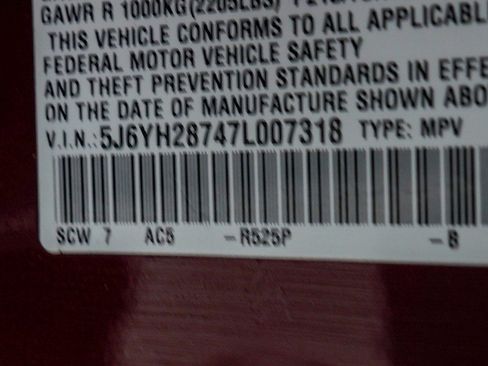 GAWR R 1000KG(2205LBS)
THIS VEHICLE CONFORMS TO ALL APPLICABL
FEDERAL MOTOR VEHICLE SAFETY
AND THEFT PREVENTION STANDARDS IN EFFE
ON THE DATE OF MANUFACTURE SHOWN ABO
V.I.N.:5J6YH28747L007318 TYPE: MPV
SCW 7 AC5 -R525P -B